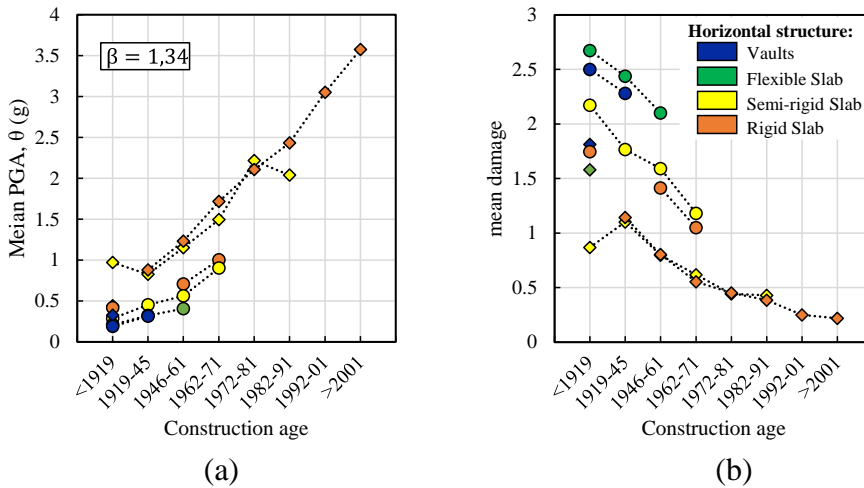 4
3.5
3
2.5
2
1.5
1
0.5
0
β = 1,34
Meian PGA, θ (g)
<1919
1919-45
1946-61
1962-71
1972-81
1982-91
1992-01
>2001
Construction age
(a)
3
2.5
2
1.5
1
0.5
0
mean damage
Horizontal structure:
Vaults
Flexible Slab
Semi-rigid Slab
Rigid Slab
<1919
1919-45
1946-61
1962-71
1972-81
1982-91
1992-01
>2001
Construction age
(b)